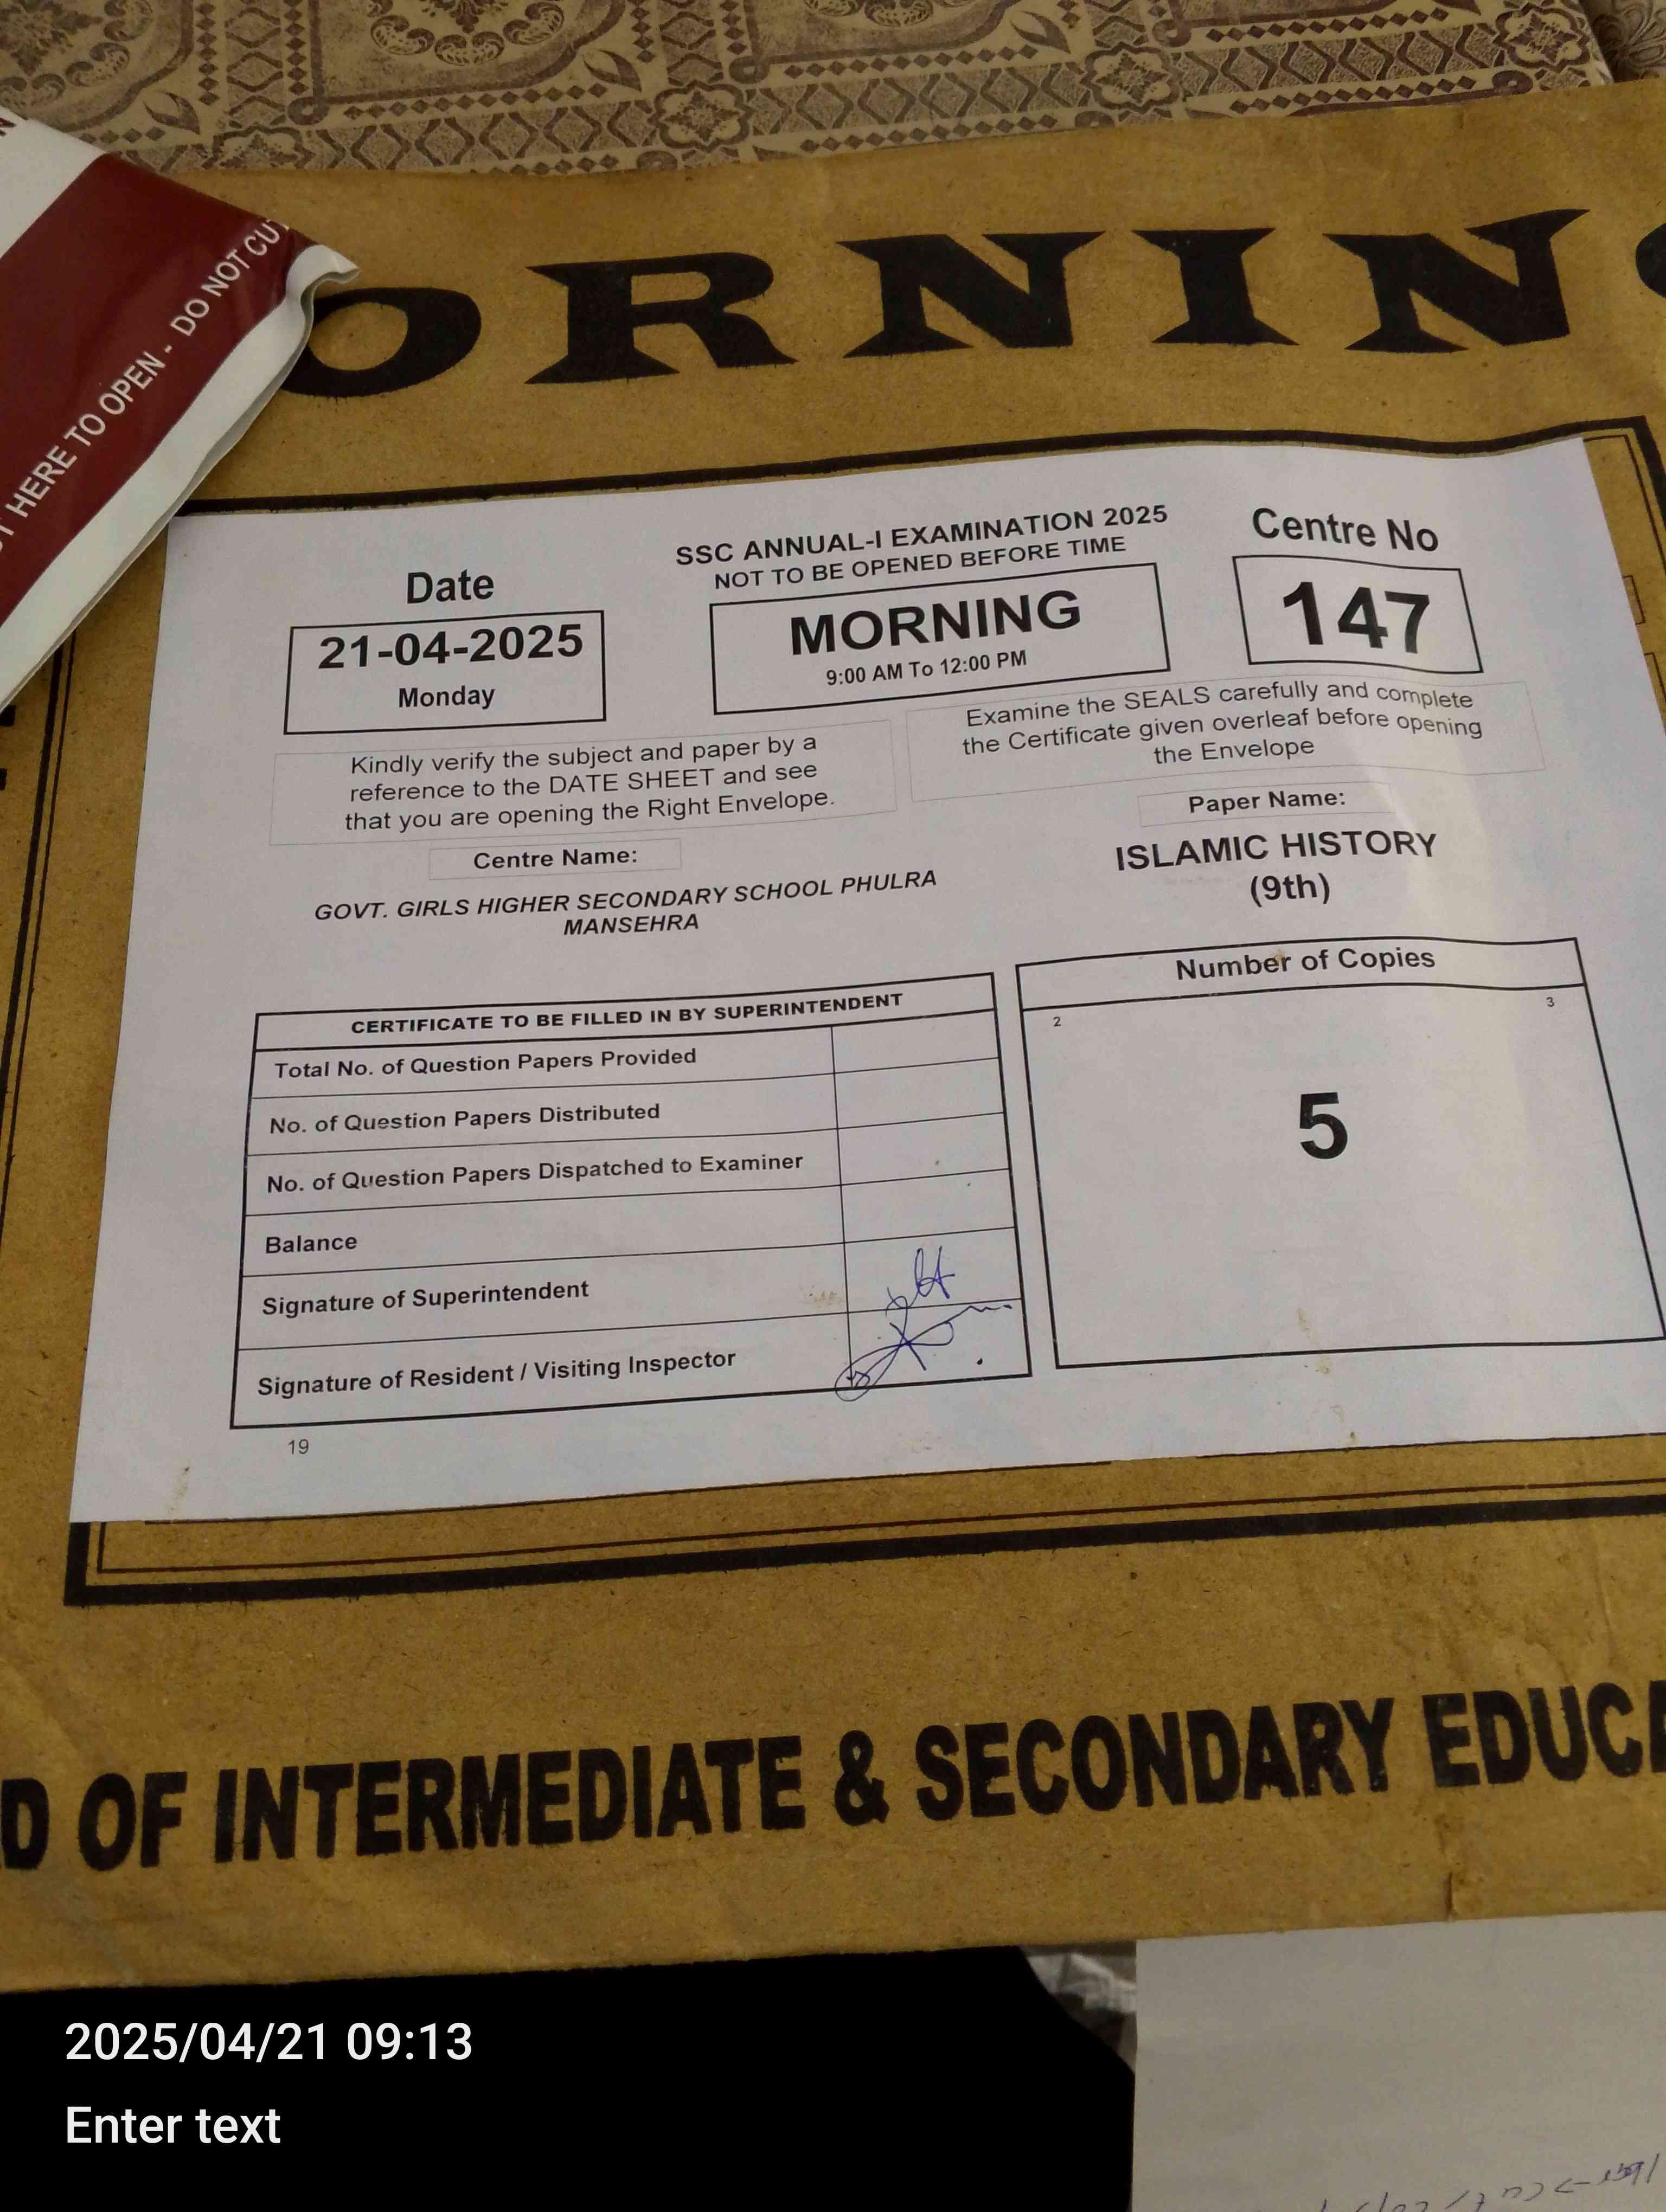 ORNING
T HERE TO OPEN - DO NOT CUT
SSC ANNUAL-I EXAMINATION 2025
NOT TO BE OPENED BEFORE TIME
Date
21-04-2025
Monday
MORNING
9:00 AM To 12:00 PM
Centre No
147
Kindly verify the subject and paper by a
reference to the DATE SHEET and see
that you are opening the Right Envelope.
Examine the SEALS carefully and complete
the Certificate given overleaf before opening
the Envelope
Centre Name:
GOVT. GIRLS HIGHER SECONDARY SCHOOL PHULRA
MANSEHRA
Paper Name:
ISLAMIC HISTORY
(9th)
CERTIFICATE TO BE FILLED IN BY SUPERINTENDENT
Total No. of Question Papers Provided
No. of Question Papers Distributed
No. of Question Papers Dispatched to Examiner
Balance
Signature of Superintendent
Signature of Resident / Visiting Inspector
19
Number of Copies
2
3
5
D OF INTERMEDIATE & SECONDARY EDUCA
2025/04/21 09:13
Enter text